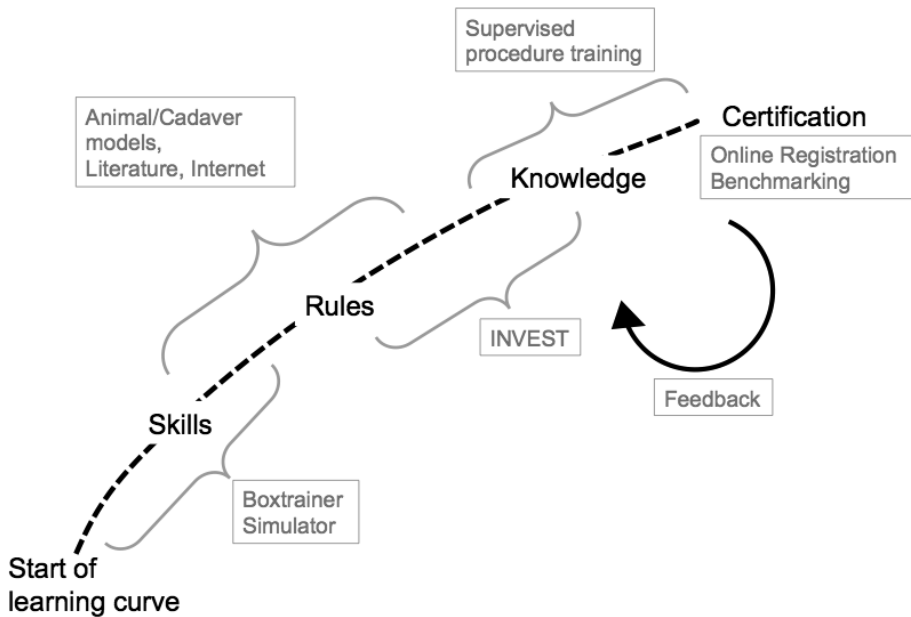 Supervised
procedure training
Animal/Cadaver
models,
Literature, Internet
Certification
Online Registration
Benchmarking
Knowledge
Rules
INVEST
Feedback
Skills
Boxtrainer
Simulator
Start of
learning curve